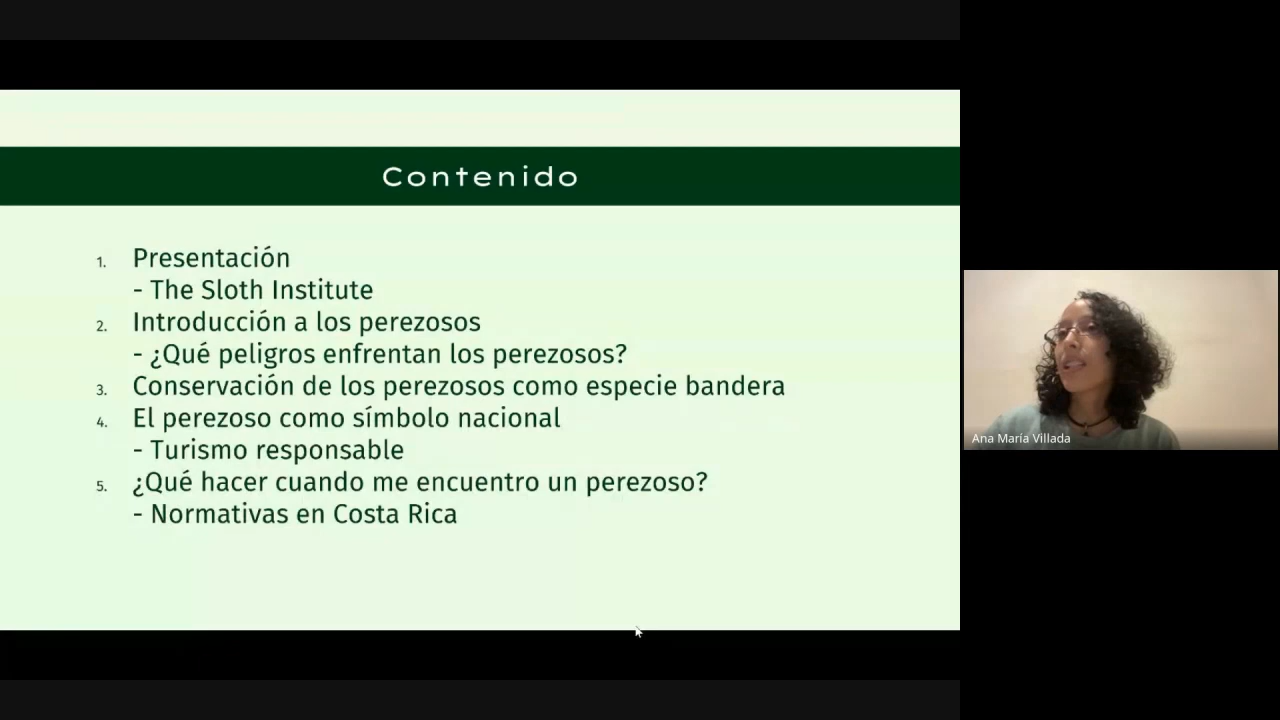 Contenido
1. Presentación
- The Sloth Institute
2. Introducción a los perezosos
- ¿Qué peligros enfrentan los perezosos?
3. Conservación de los perezosos como especie bandera
4. El perezoso como símbolo nacional
- Turismo responsable
5. ¿Qué hacer cuando me encuentro un perezoso?
- Normativas en Costa Rica
Ana María Villada